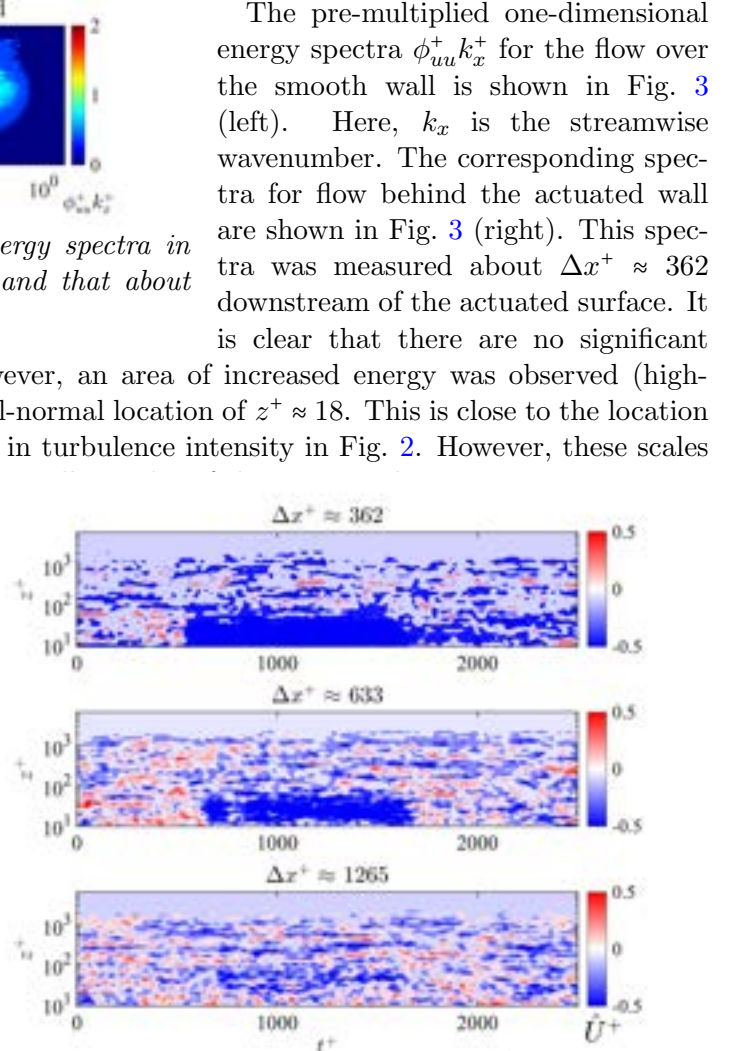 d
2
1
0
10⁰
ϕ⁺ᵤᵤk⁺ₓ
ergy spectra in
and that about
The pre-multiplied one-dimensional
energy spectra ϕ⁺ᵤᵤk⁺ₓ for the flow over
the smooth wall is shown in Fig. 3
(left). Here, kₓ is the streamwise
wavenumber. The corresponding spec-
tra for flow behind the actuated wall
are shown in Fig. 3 (right). This spec-
tra was measured about Δx⁺ ≈ 362
downstream of the actuated surface. It
is clear that there are no significant
vever, an area of increased energy was observed (high-
l-normal location of z⁺ ≈ 18. This is close to the location
in turbulence intensity in Fig. 2. However, these scales
Δx⁺ ≈ 362
z⁺
10³
10²
10¹
0 1000 2000
0.5
0
-0.5
Δx⁺ ≈ 633
z⁺
10³
10²
10¹
0 1000 2000
0.5
0
-0.5
Δx⁺ ≈ 1265
z⁺
10³
10²
10¹
0 1000 2000
t⁺
0.5
0
-0.5
Û⁺